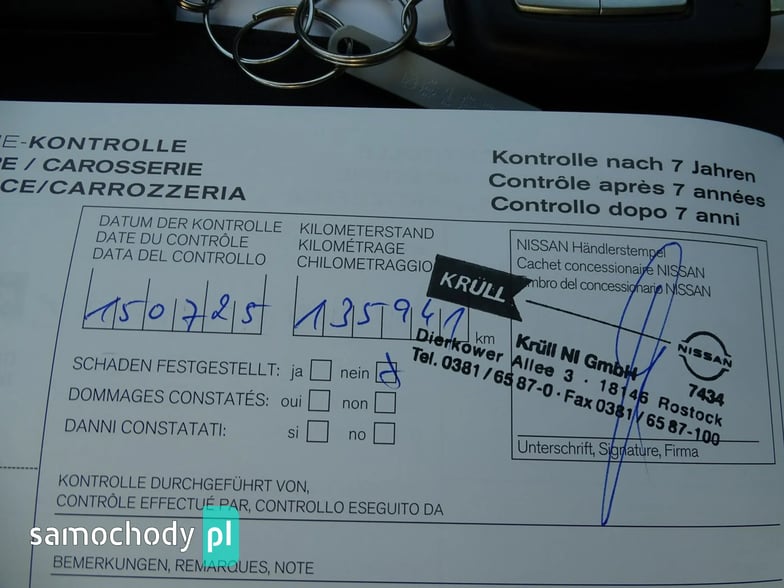 E-KONTROLLE
E / CAROSSERIE
CE/CARROZZERIA
Kontrolle nach 7 Jahren
Contrôle après 7 années
Controllo dopo 7 anni
DATUM DER KONTROLLE
DATE DU CONTRÔLE
DATA DEL CONTROLLO
150725
KILOMETERSTAND
KILOMÉTRAGE
CHILOMETRAGGIO
135941 km
NISSAN Händlerstempel
Cachet concessionaire NISSAN
mbro del concessionario NISSAN
KRÜLL
NISSAN
Krüll NI GmbH 7434
Dierkower Allee 3 · 18146 Rostock
Tel. 0381/65 87-0 · Fax 0381/65 87-100
SCHADEN FESTGESTELLT: ja nein
DOMMAGES CONSTATÉS: oui non
DANNI CONSTATATI: si no
Unterschrift, Signature, Firma
KONTROLLE DURCHGEFÜHRT VON,
CONTRÔLE EFFECTUÉ PAR, CONTROLLO ESEGUITO DA
samochody pl
BEMERKUNGEN, REMARQUES, NOTE